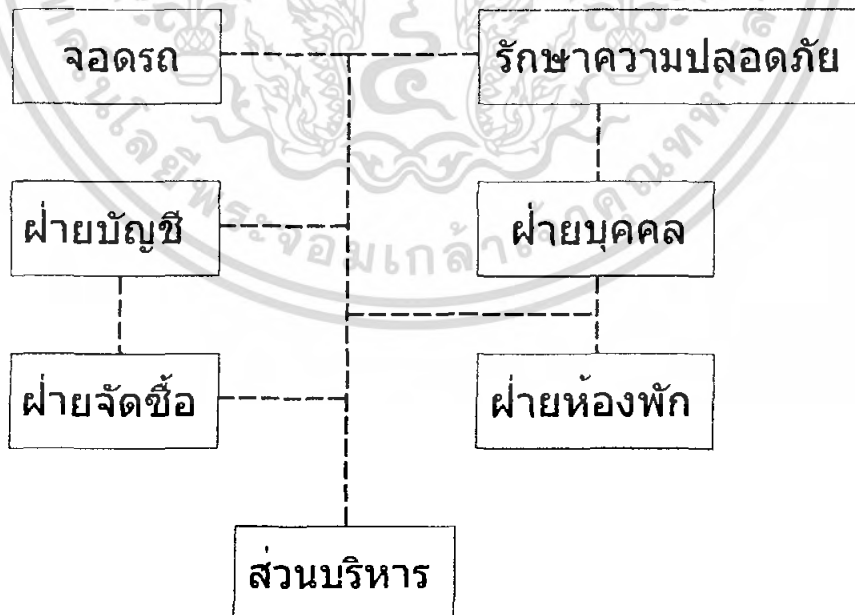 จอดรถ
รักษาความปลอดภัย
ฝ่ายบัญชี
ฝ่ายบุคคล
ฝ่ายจัดซื้อ
ฝ่ายห้องพัก
ส่วนบริหาร